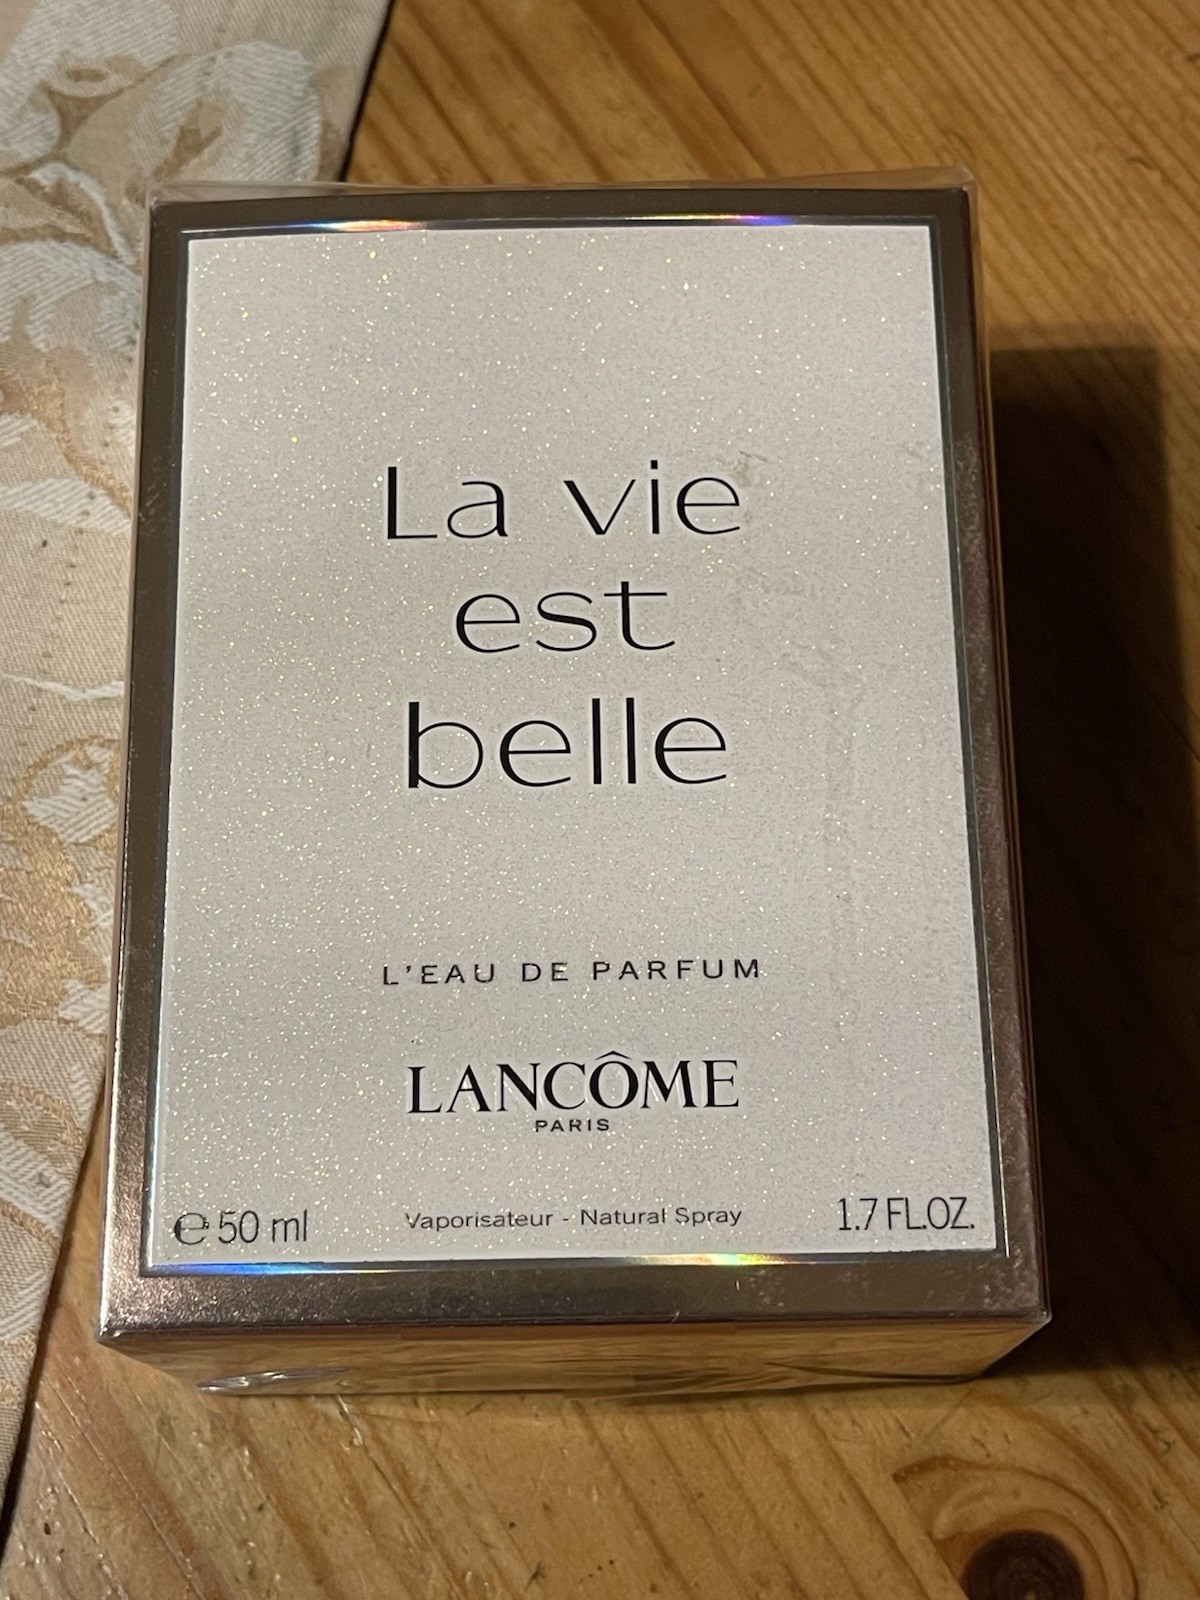 La vie
est
belle
L'EAU DE PARFUM
LANCÔME
PARIS
℮ 50 ml Vaporisateur - Natural Spray 1.7 FL.OZ.